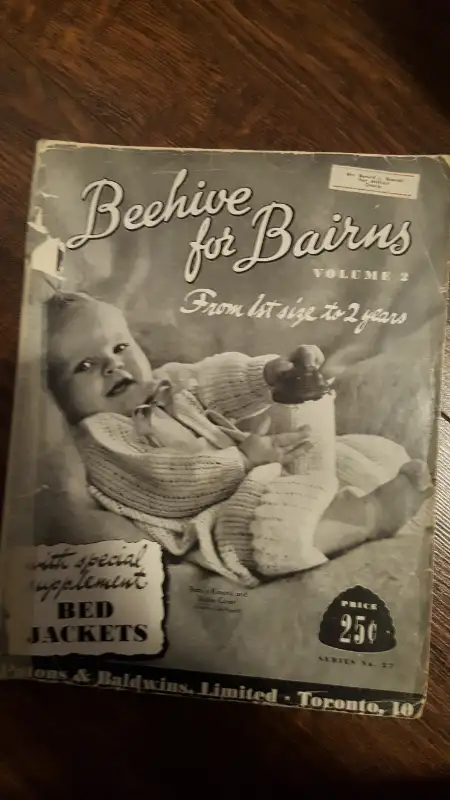 Beehive
for Bairns
VOLUME 2
From 1st size to 2 years
with special
supplement
BED
JACKETS
PRICE
25¢
SERIES No. 27
Patons & Baldwins, Limited · Toronto, 10